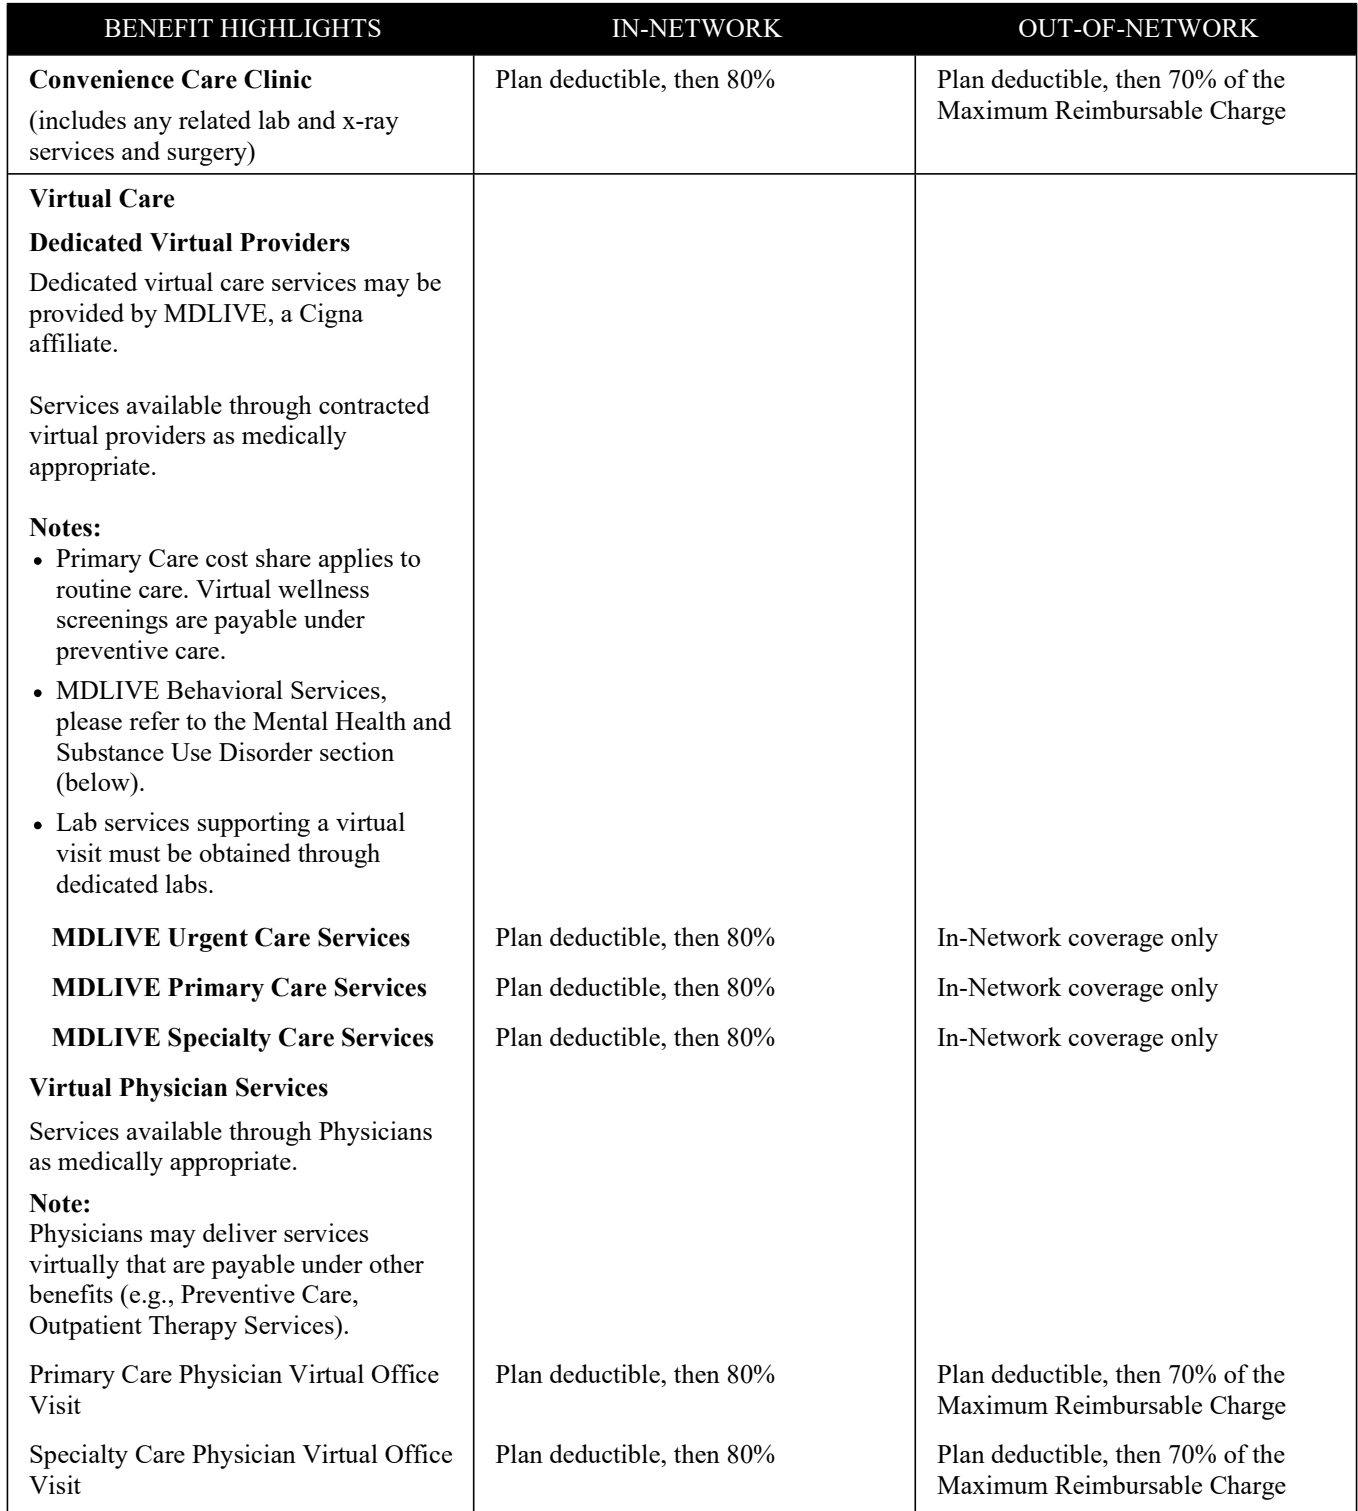 BENEFIT HIGHLIGHTS IN-NETWORK OUT-OF-NETWORK
Convenience Care Clinic
(includes any related lab and x-ray
services and surgery)
Plan deductible, then 80%
Plan deductible, then 70% of the
Maximum Reimbursable Charge
Virtual Care
Dedicated Virtual Providers
Dedicated virtual care services may be
provided by MDLIVE, a Cigna
affiliate.
Services available through contracted
virtual providers as medically
appropriate.
Notes:
• Primary Care cost share applies to
routine care. Virtual wellness
screenings are payable under
preventive care.
• MDLIVE Behavioral Services,
please refer to the Mental Health and
Substance Use Disorder section
(below).
• Lab services supporting a virtual
visit must be obtained through
dedicated labs.
MDLIVE Urgent Care Services Plan deductible, then 80% In-Network coverage only
MDLIVE Primary Care Services Plan deductible, then 80% In-Network coverage only
MDLIVE Specialty Care Services Plan deductible, then 80% In-Network coverage only
Virtual Physician Services
Services available through Physicians
as medically appropriate.
Note:
Physicians may deliver services
virtually that are payable under other
benefits (e.g., Preventive Care,
Outpatient Therapy Services).
Primary Care Physician Virtual Office
Visit
Plan deductible, then 80%
Plan deductible, then 70% of the
Maximum Reimbursable Charge
Specialty Care Physician Virtual Office
Visit
Plan deductible, then 80%
Plan deductible, then 70% of the
Maximum Reimbursable Charge